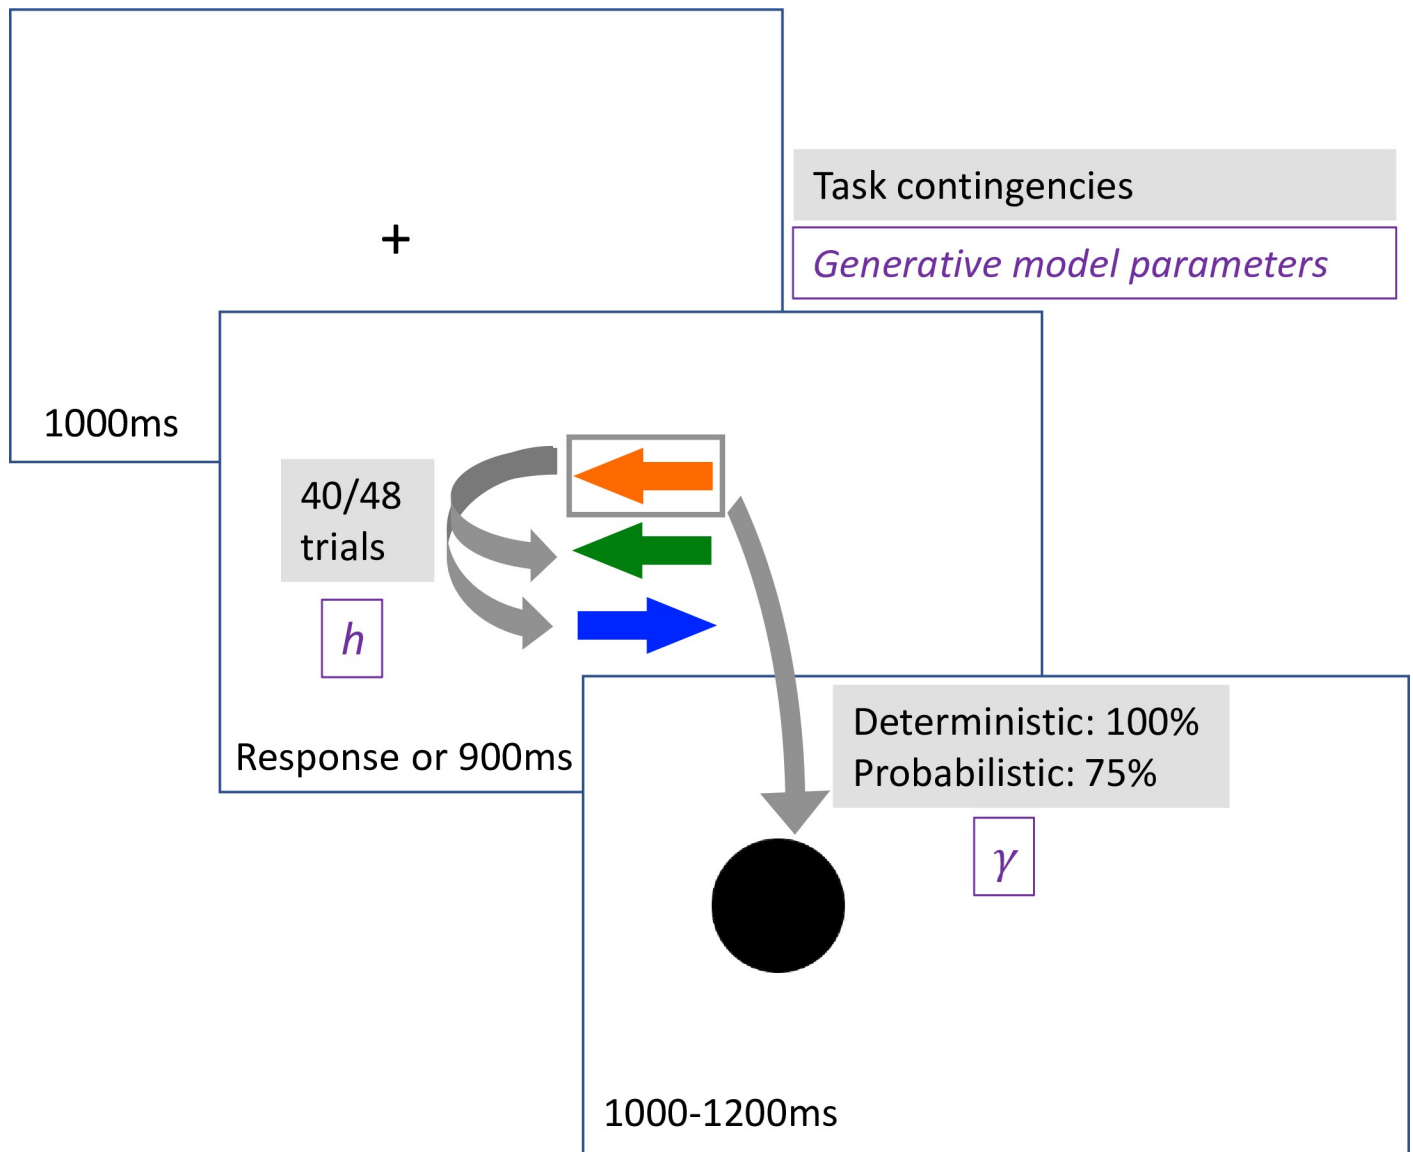 +
1000ms
Task contingencies
Generative model parameters
40/48
trials
h
Response or 900ms
Deterministic: 100%
Probabilistic: 75%
γ
1000-1200ms